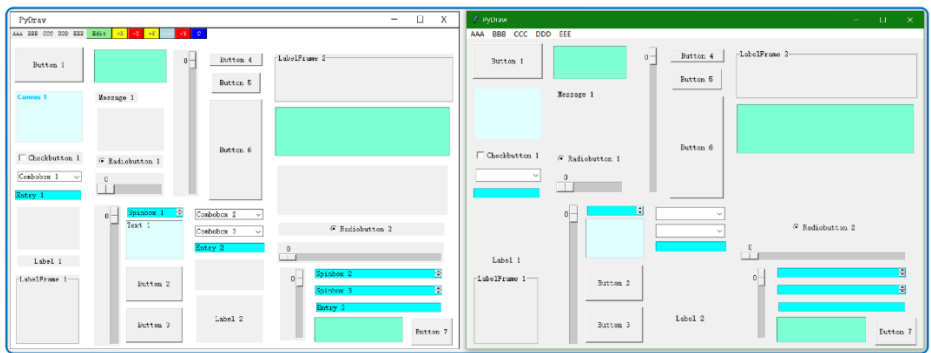 PyDraw
AAA BBB CCC DDD EEE Edit +X -X +Y -Y C
Button 1
Button 4
LabelFrame 2
Button 5
Canvas 1
Message 1
Button 6
Checkbutton 1
Radiobutton 1
Combobox 1
0
0
Entry 1
Spinbox 1
Combobox 2
0
Text 1
Combobox 3
Radiobutton 2
Entry 2
0
Label 1
LabelFrame 1
Button 2
Spinbox 2
0
Spinbox 3
Entry 3
Button 3
Label 2
Button 7
PyDraw
AAA BBB CCC DDD EEE
Button 1
0
Button 4
LabelFrame 2
Button 5
Message 1
Button 6
Checkbutton 1
Radiobutton 1
0
0
Radiobutton 2
0
Label 1
LabelFrame 1
Button 2
0
Button 3
Label 2
Button 7